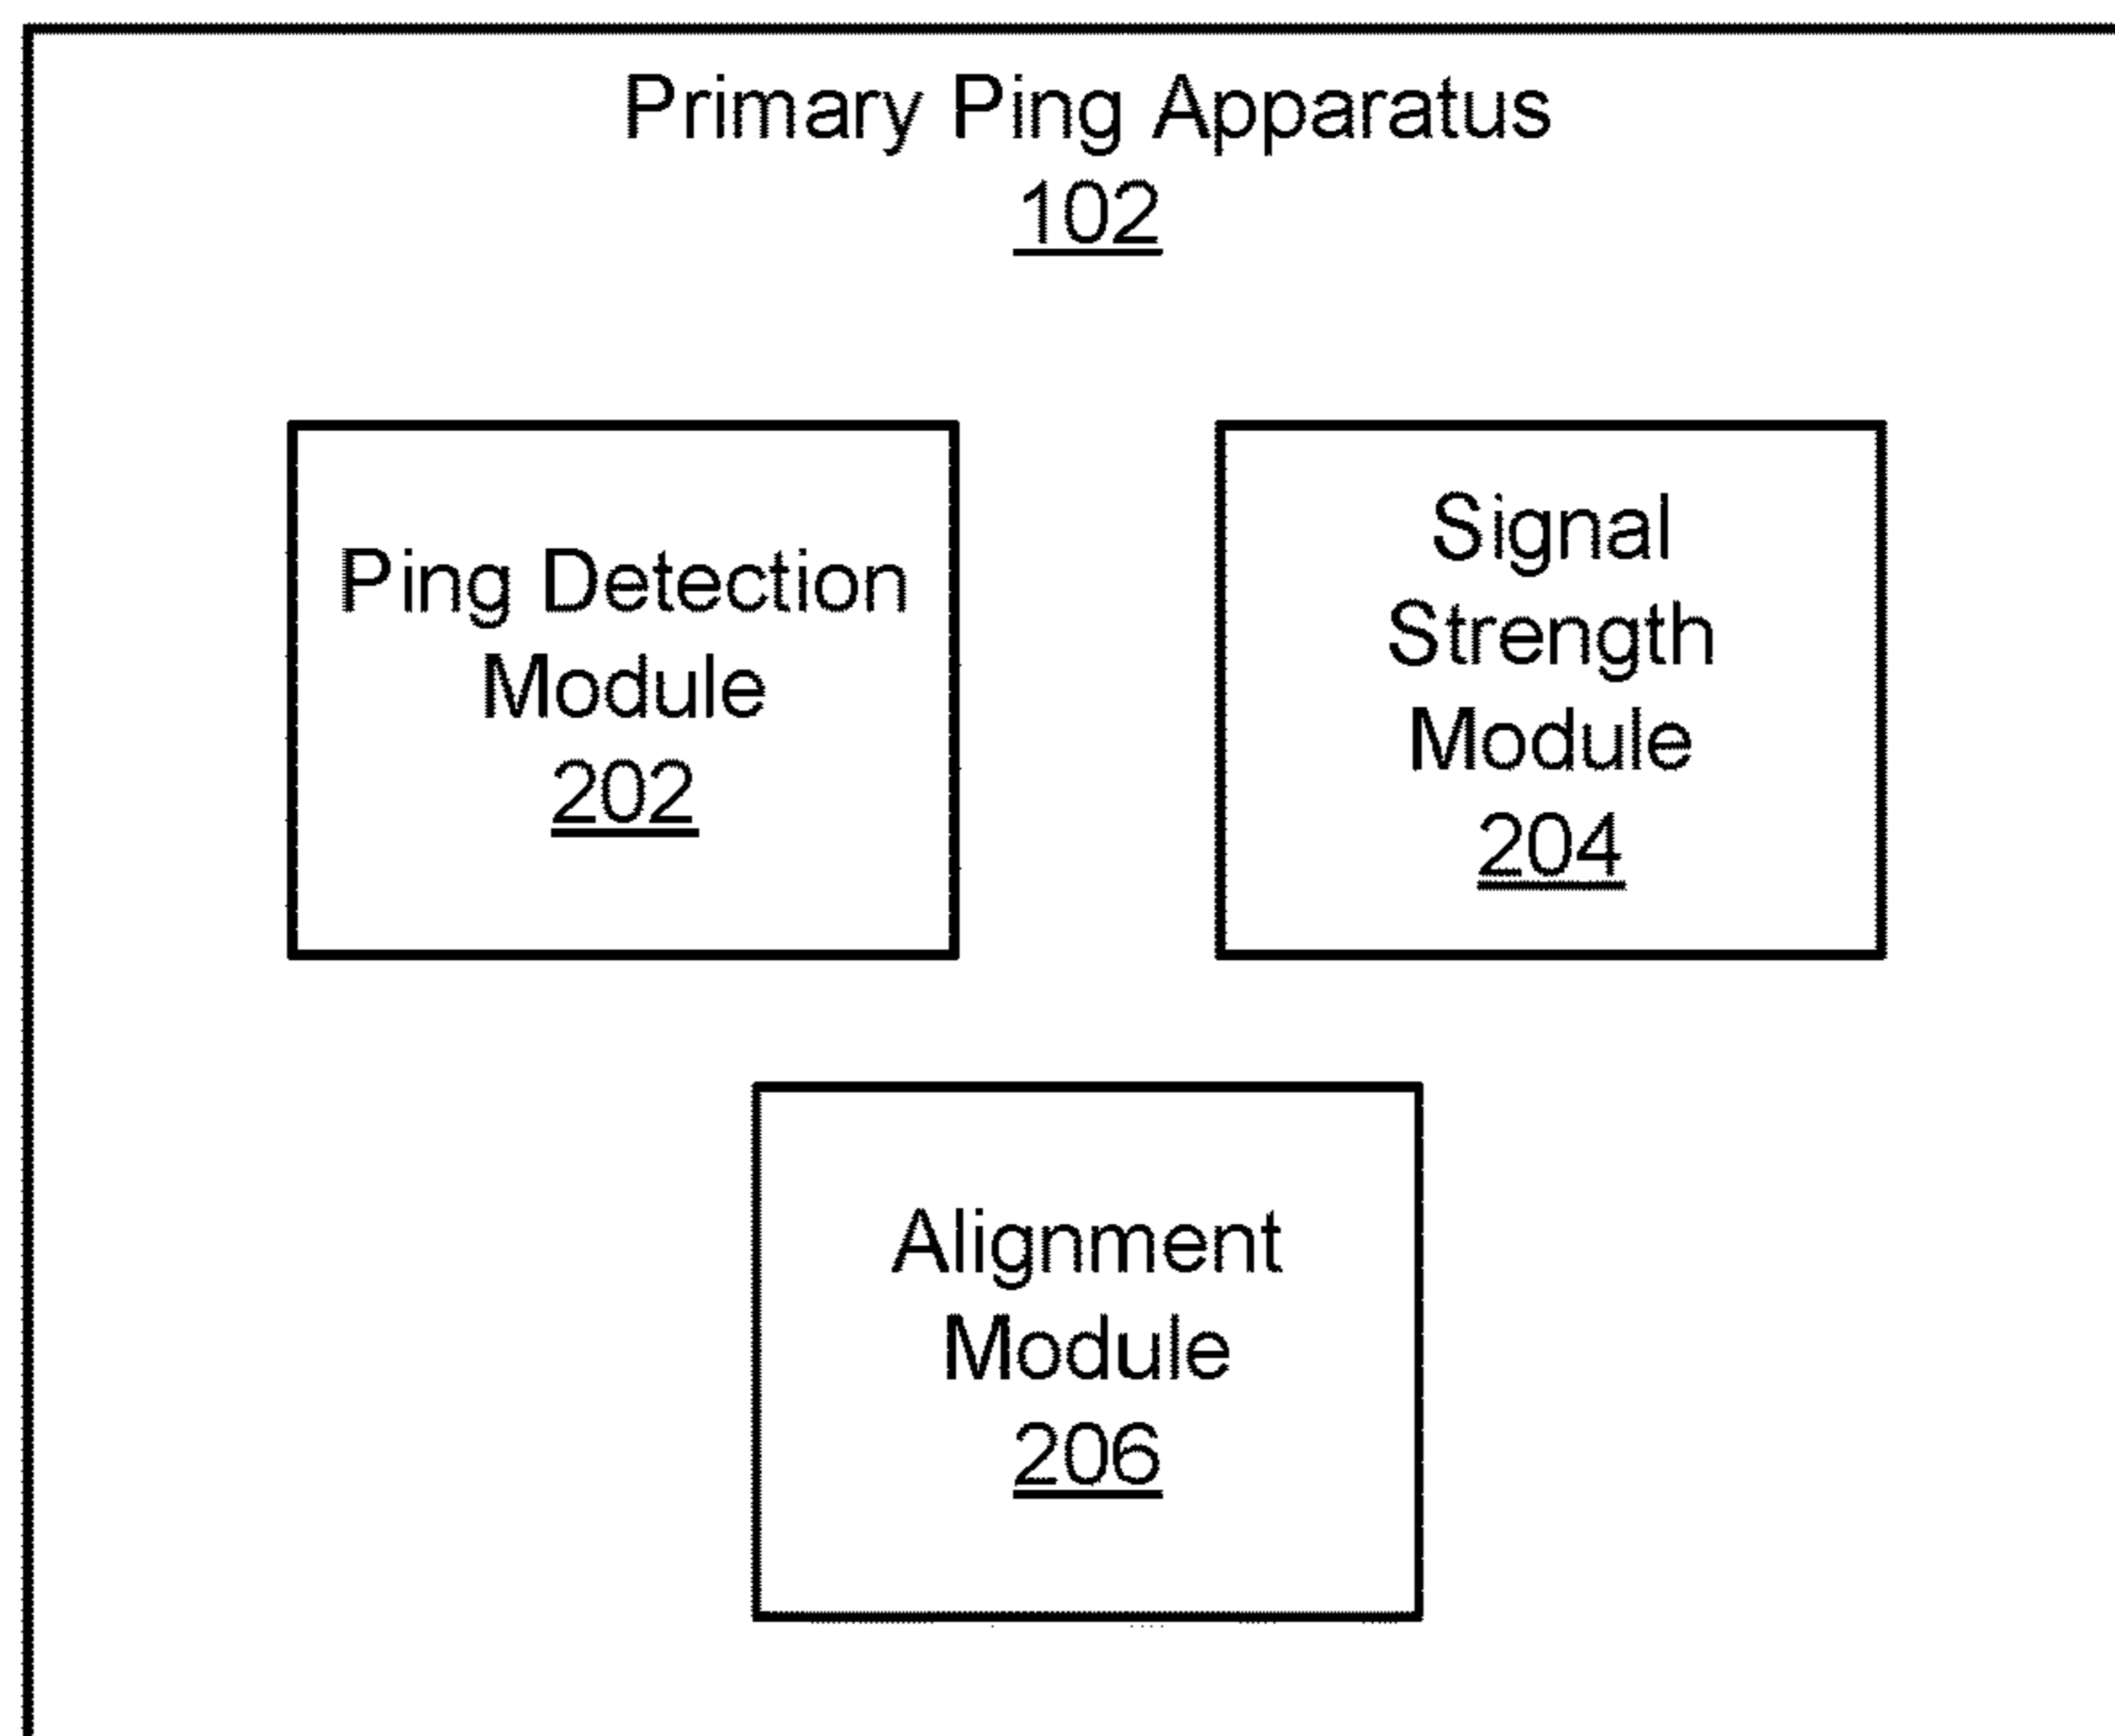 Primary Ping Apparatus
102
Ping Detection
Module
202
Signal
Strength
Module
204
Alignment
Module
206